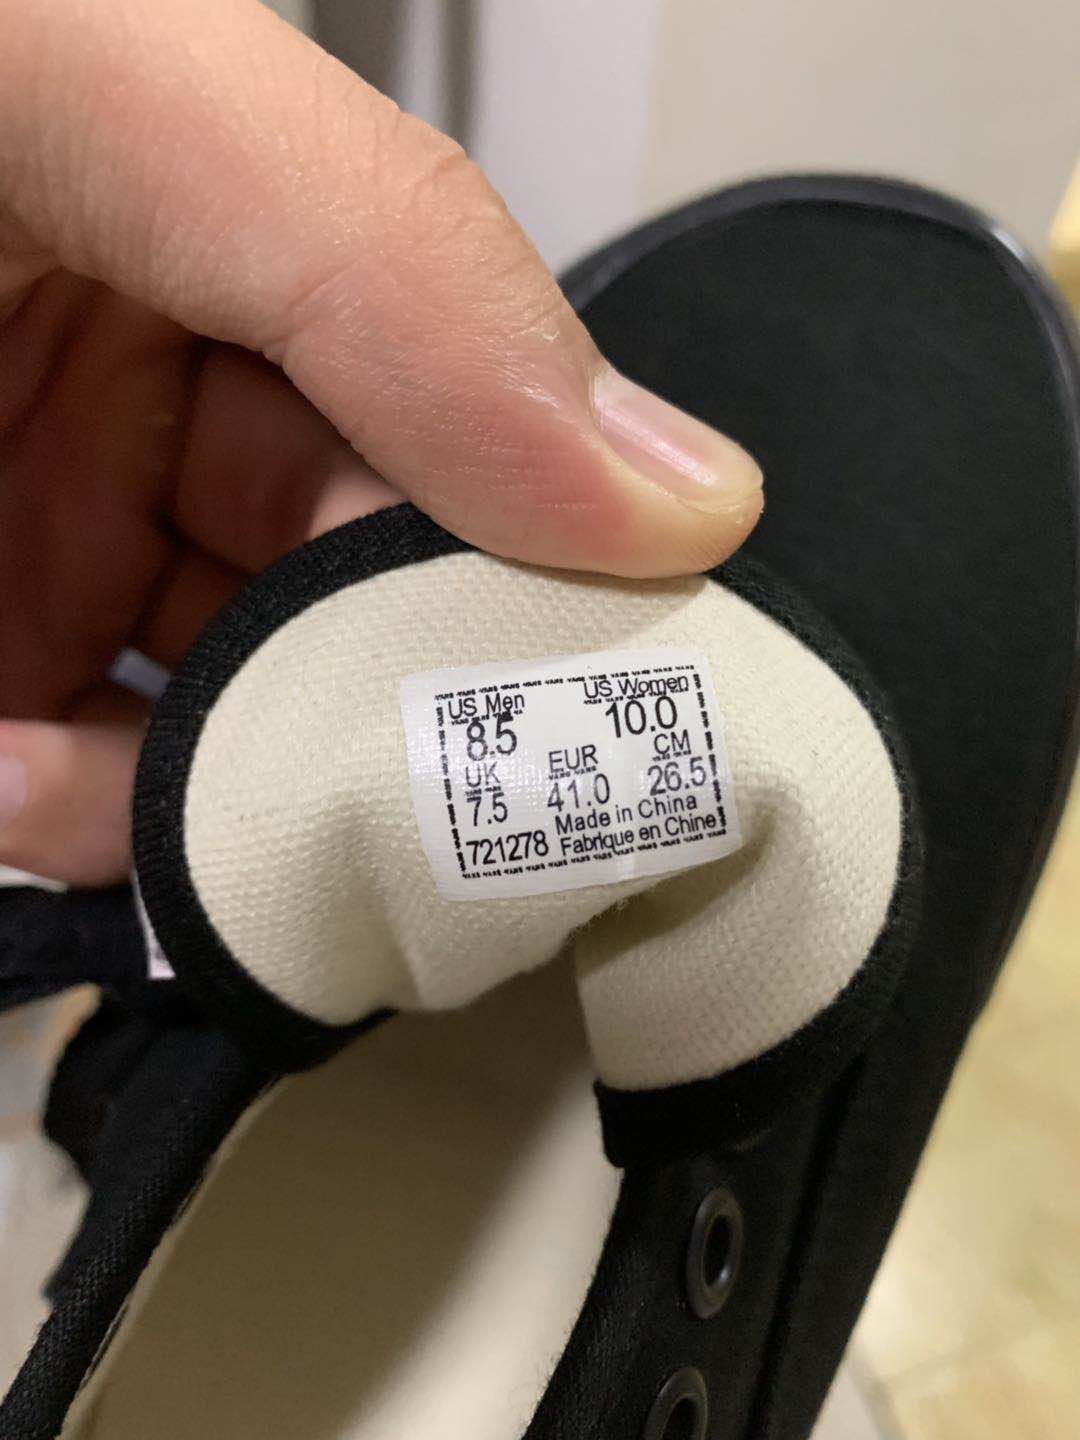 US Men US Women
8.5 10.0
UK EUR CM
7.5 41.0 26.5
Made in China
721278 Fabrique en Chine